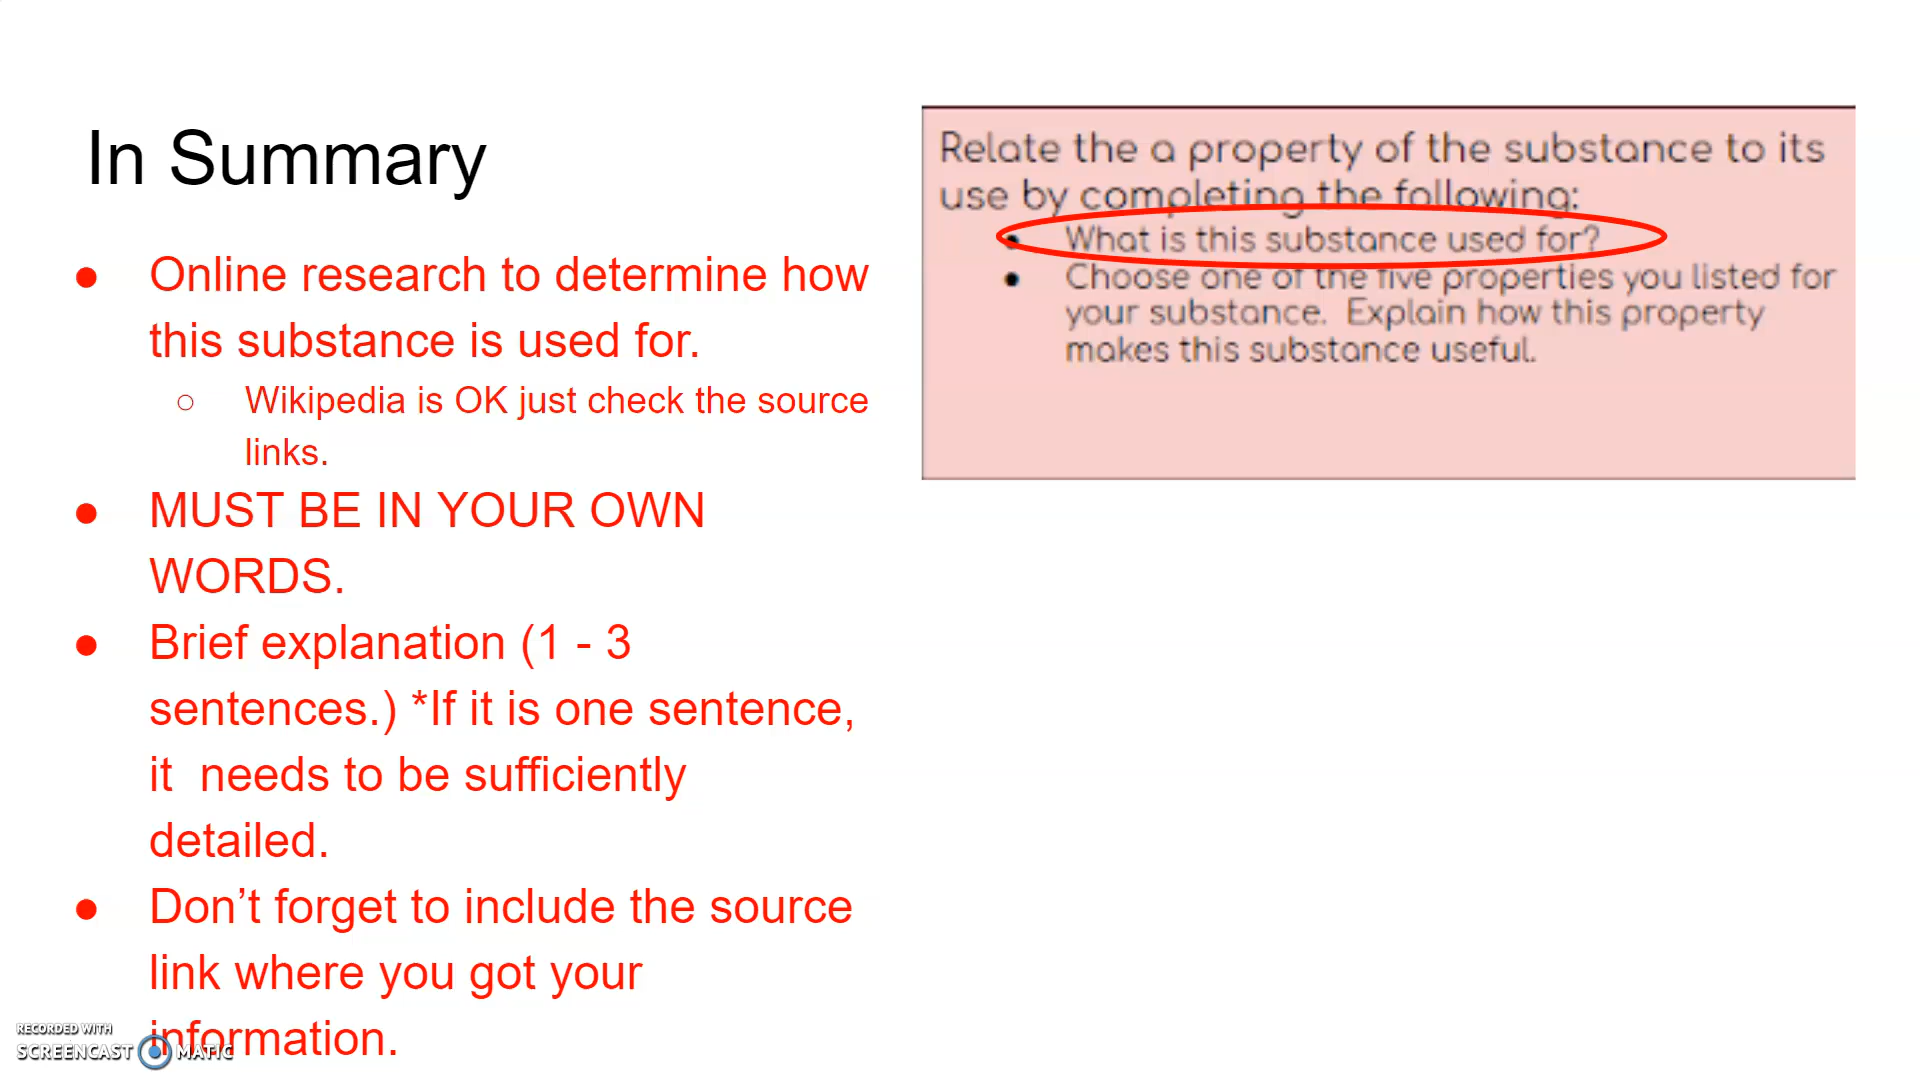 In Summary
● Online research to determine how
this substance is used for.
○ Wikipedia is OK just check the source
links.
● MUST BE IN YOUR OWN
WORDS.
● Brief explanation (1 - 3
sentences.) *If it is one sentence,
it  needs to be sufficiently
detailed.
● Don’t forget to include the source
link where you got your
information.
Relate the a property of the substance to its
use by completing the following:
● What is this substance used for?
● Choose one of the five properties you listed for
your substance.  Explain how this property
makes this substance useful.
RECORDED WITH
SCREENCAST MATIC